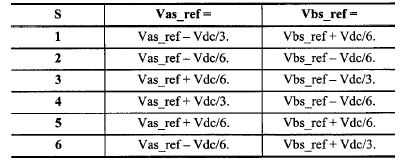 S Vas_ref = Vbs_ref =
1 Vas_ref – Vdc/3. Vbs_ref + Vdc/6.
2 Vas_ref – Vdc/6. Vbs_ref – Vdc/6.
3 Vas_ref + Vdc/6. Vbs_ref – Vdc/3.
4 Vas_ref + Vdc/3. Vbs_ref – Vdc/6.
5 Vas_ref + Vdc/6. Vbs_ref + Vdc/6.
6 Vas_ref – Vdc/6. Vbs_ref + Vdc/3.